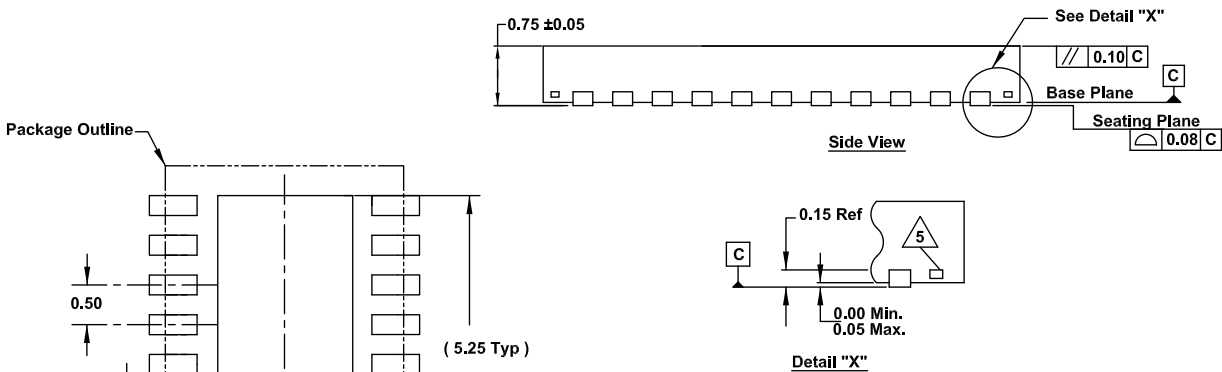 See Detail "X"
0.75 ±0.05
// 0.10 C
C
Base Plane
Seating Plane
0.08 C
Side View
Package Outline
0.15 Ref
5
C
0.50
0.00 Min.
0.05 Max.
( 5.25 Typ )
Detail "X"